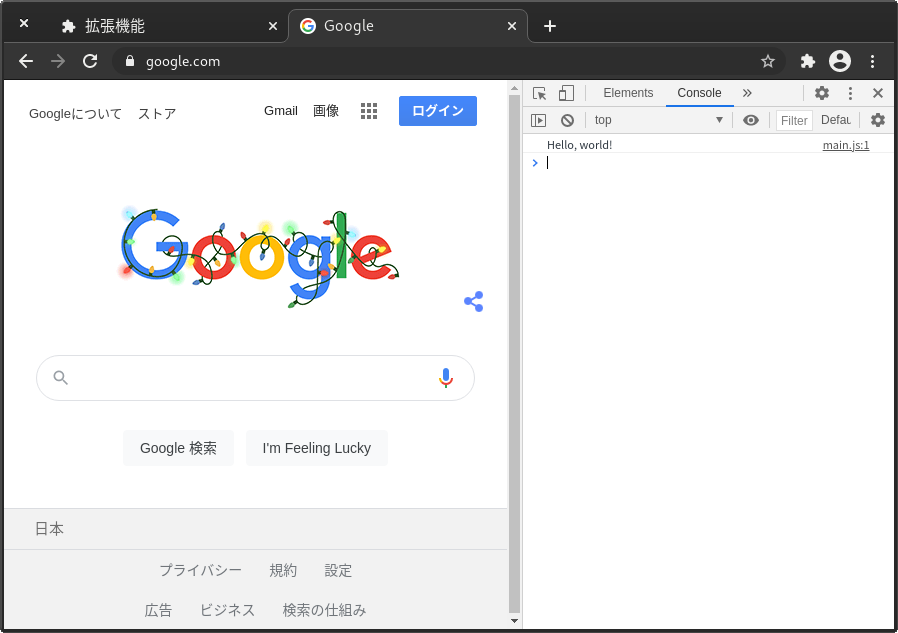 拡張機能
Google
google.com
Googleについて ストア Gmail 画像 ログイン
Google
Google 検索 I'm Feeling Lucky
日本
プライバシー 規約 設定
広告 ビジネス 検索の仕組み
Elements Console
top Filter Defau
Hello, world! main.js:1